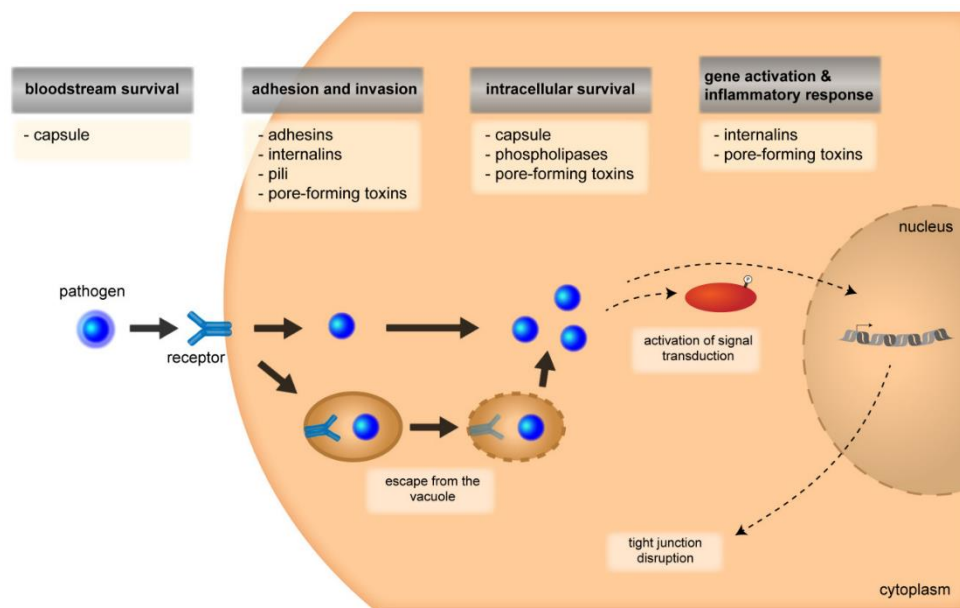 bloodstream survival
- capsule
adhesion and invasion
- adhesins
- internalins
- pili
- pore-forming toxins
intracellular survival
- capsule
- phospholipases
- pore-forming toxins
gene activation &
inflammatory response
- internalins
- pore-forming toxins
nucleus
pathogen
receptor
P
activation of signal
transduction
escape from the
vacuole
tight junction
disruption
cytoplasm